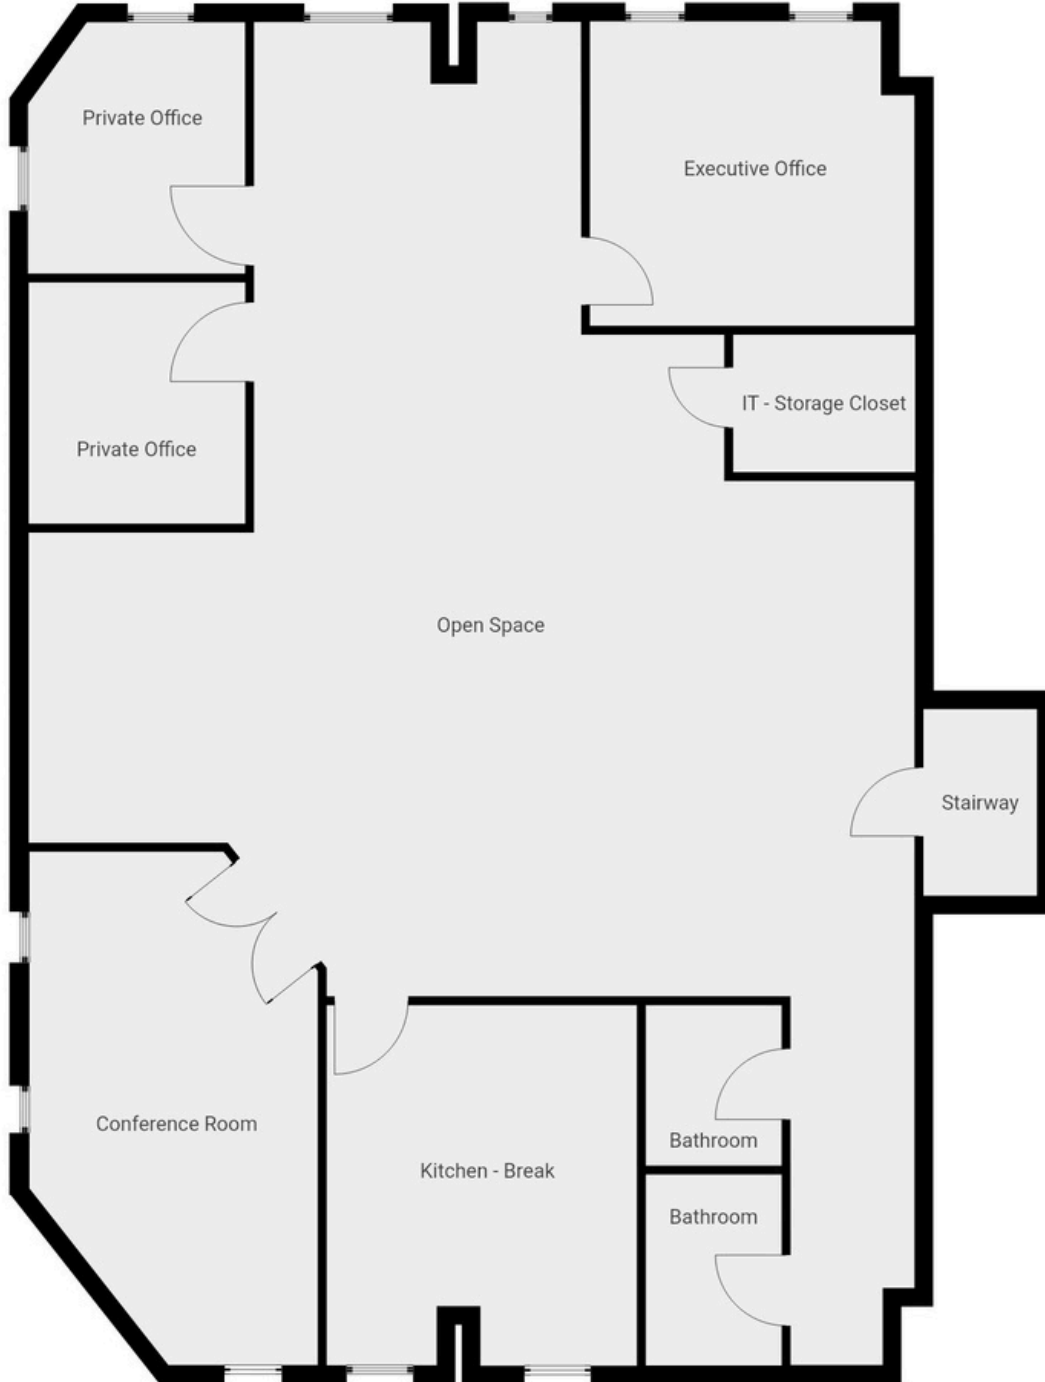 Private Office
Executive Office
IT - Storage Closet
Private Office
Open Space
Stairway
Conference Room
Kitchen - Break
Bathroom
Bathroom